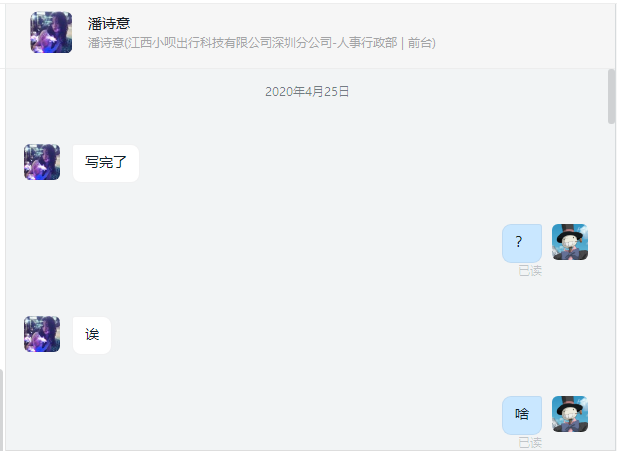 潘诗意
潘诗意(江西小呗出行科技有限公司深圳分公司-人事行政部 | 前台)
2020年4月25日
写完了
？
已读
诶
啥
已读